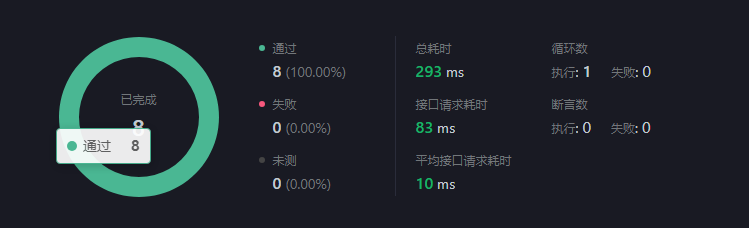 已完成
8
通过 8
通过
8 (100.00%)
失败
0 (0.00%)
未测
0 (0.00%)
总耗时
293 ms
接口请求耗时
83 ms
平均接口请求耗时
10 ms
循环数
执行: 1 失败: 0
断言数
执行: 0 失败: 0